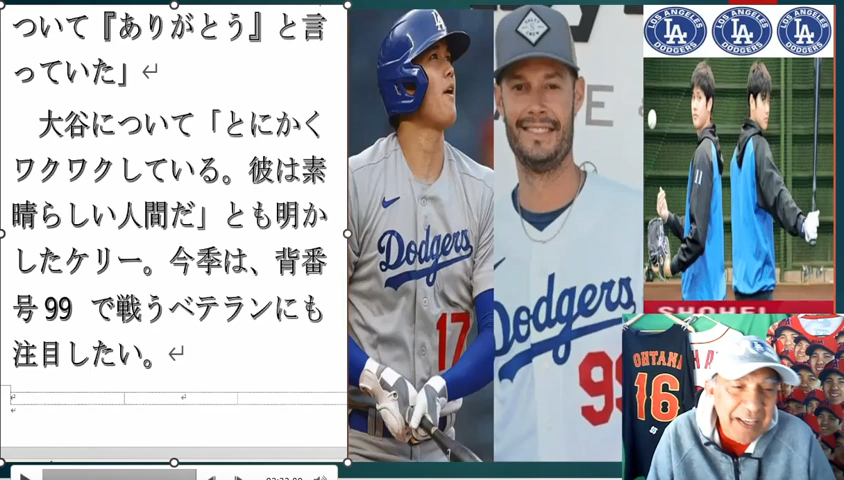 ついて『ありがとう』と言
っていた」
大谷について「とにかく
ワクワクしている。彼は素
晴らしい人間だ」とも明か
したケリー。今季は、背番
号 99 で戦うベテランにも
注目したい。
Dodgers
17
Dodgers
99
LOS ANGELES
LA
DODGERS
LOS ANGELES
LA
DODGERS
LOS ANGELES
LA
DODGERS
11
SHOHEI
OHTANI
16
LA